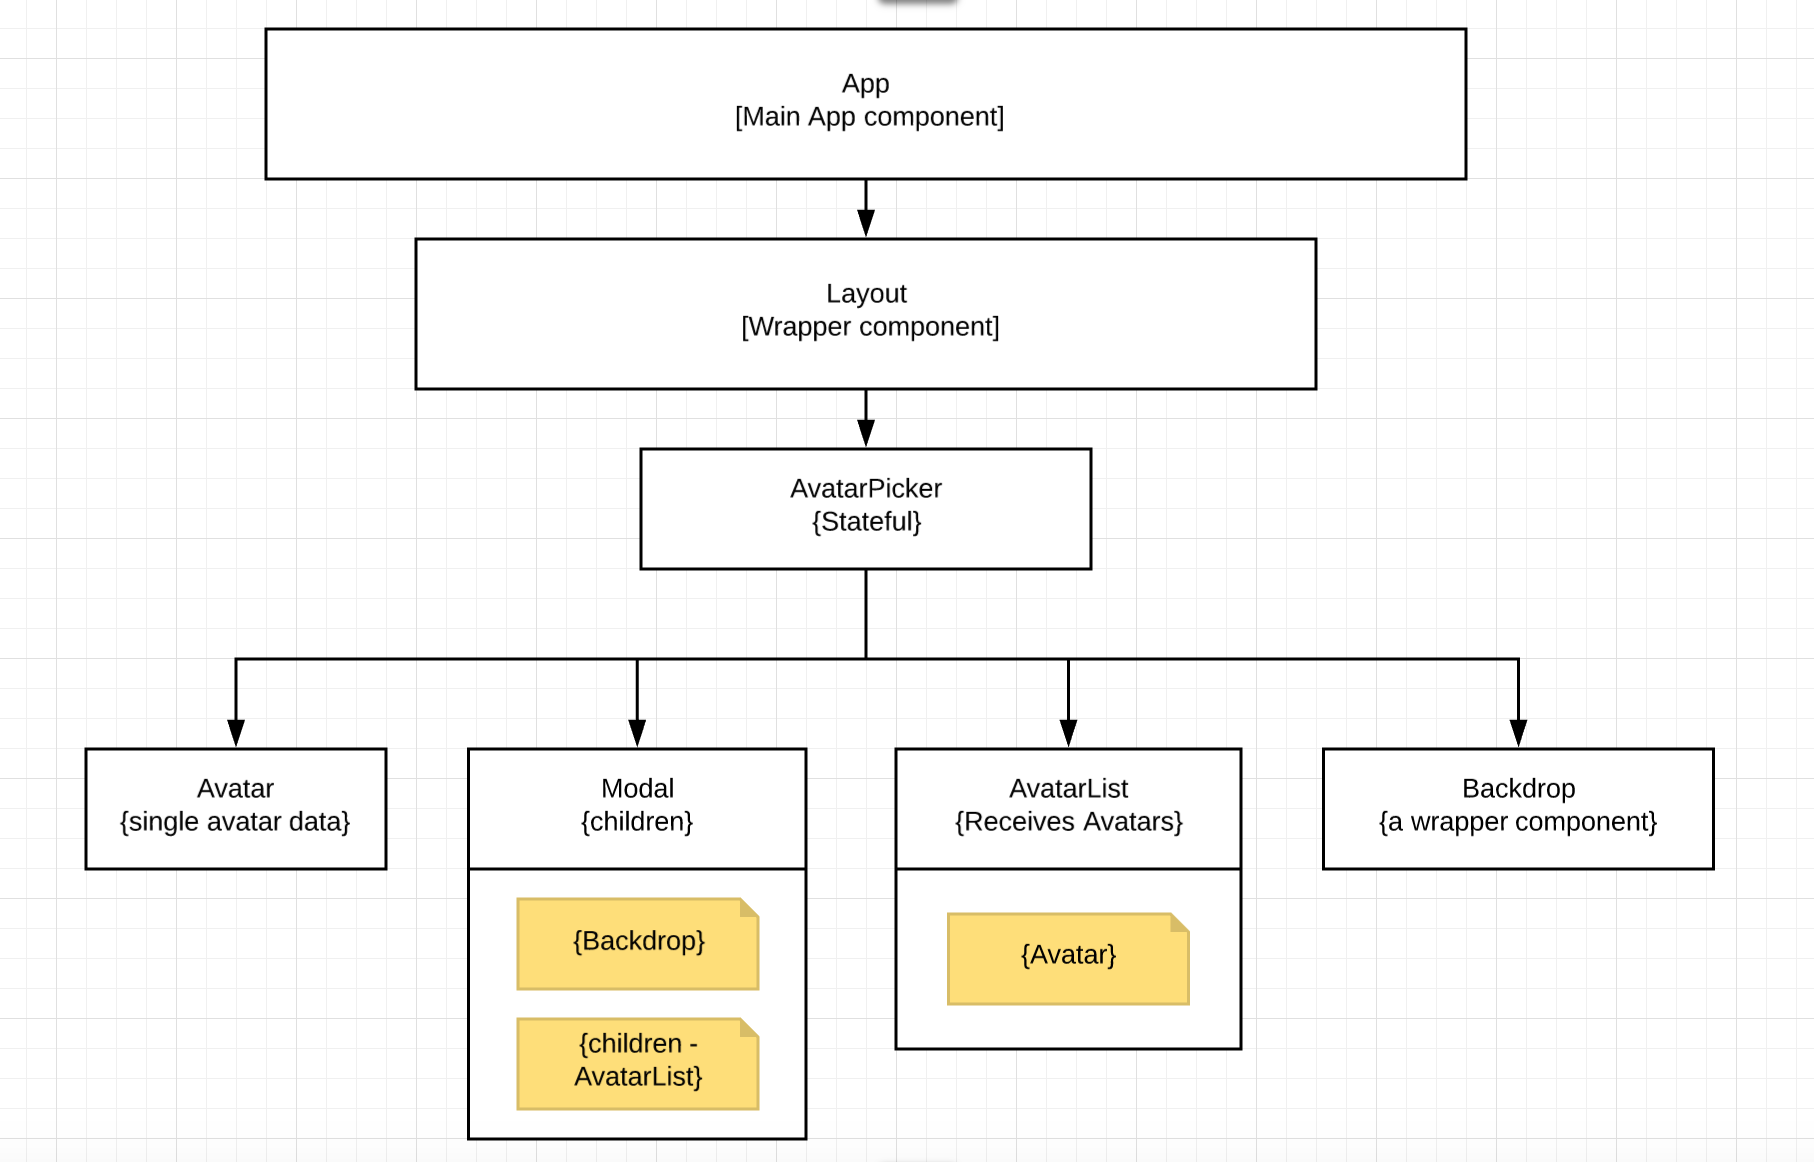 App
[Main App component]
Layout
[Wrapper component]
AvatarPicker
{Stateful}
Avatar
{single avatar data}
Modal
{children}
AvatarList
{Receives Avatars}
Backdrop
{a wrapper component}
{Backdrop}
{children -
AvatarList}
{Avatar}